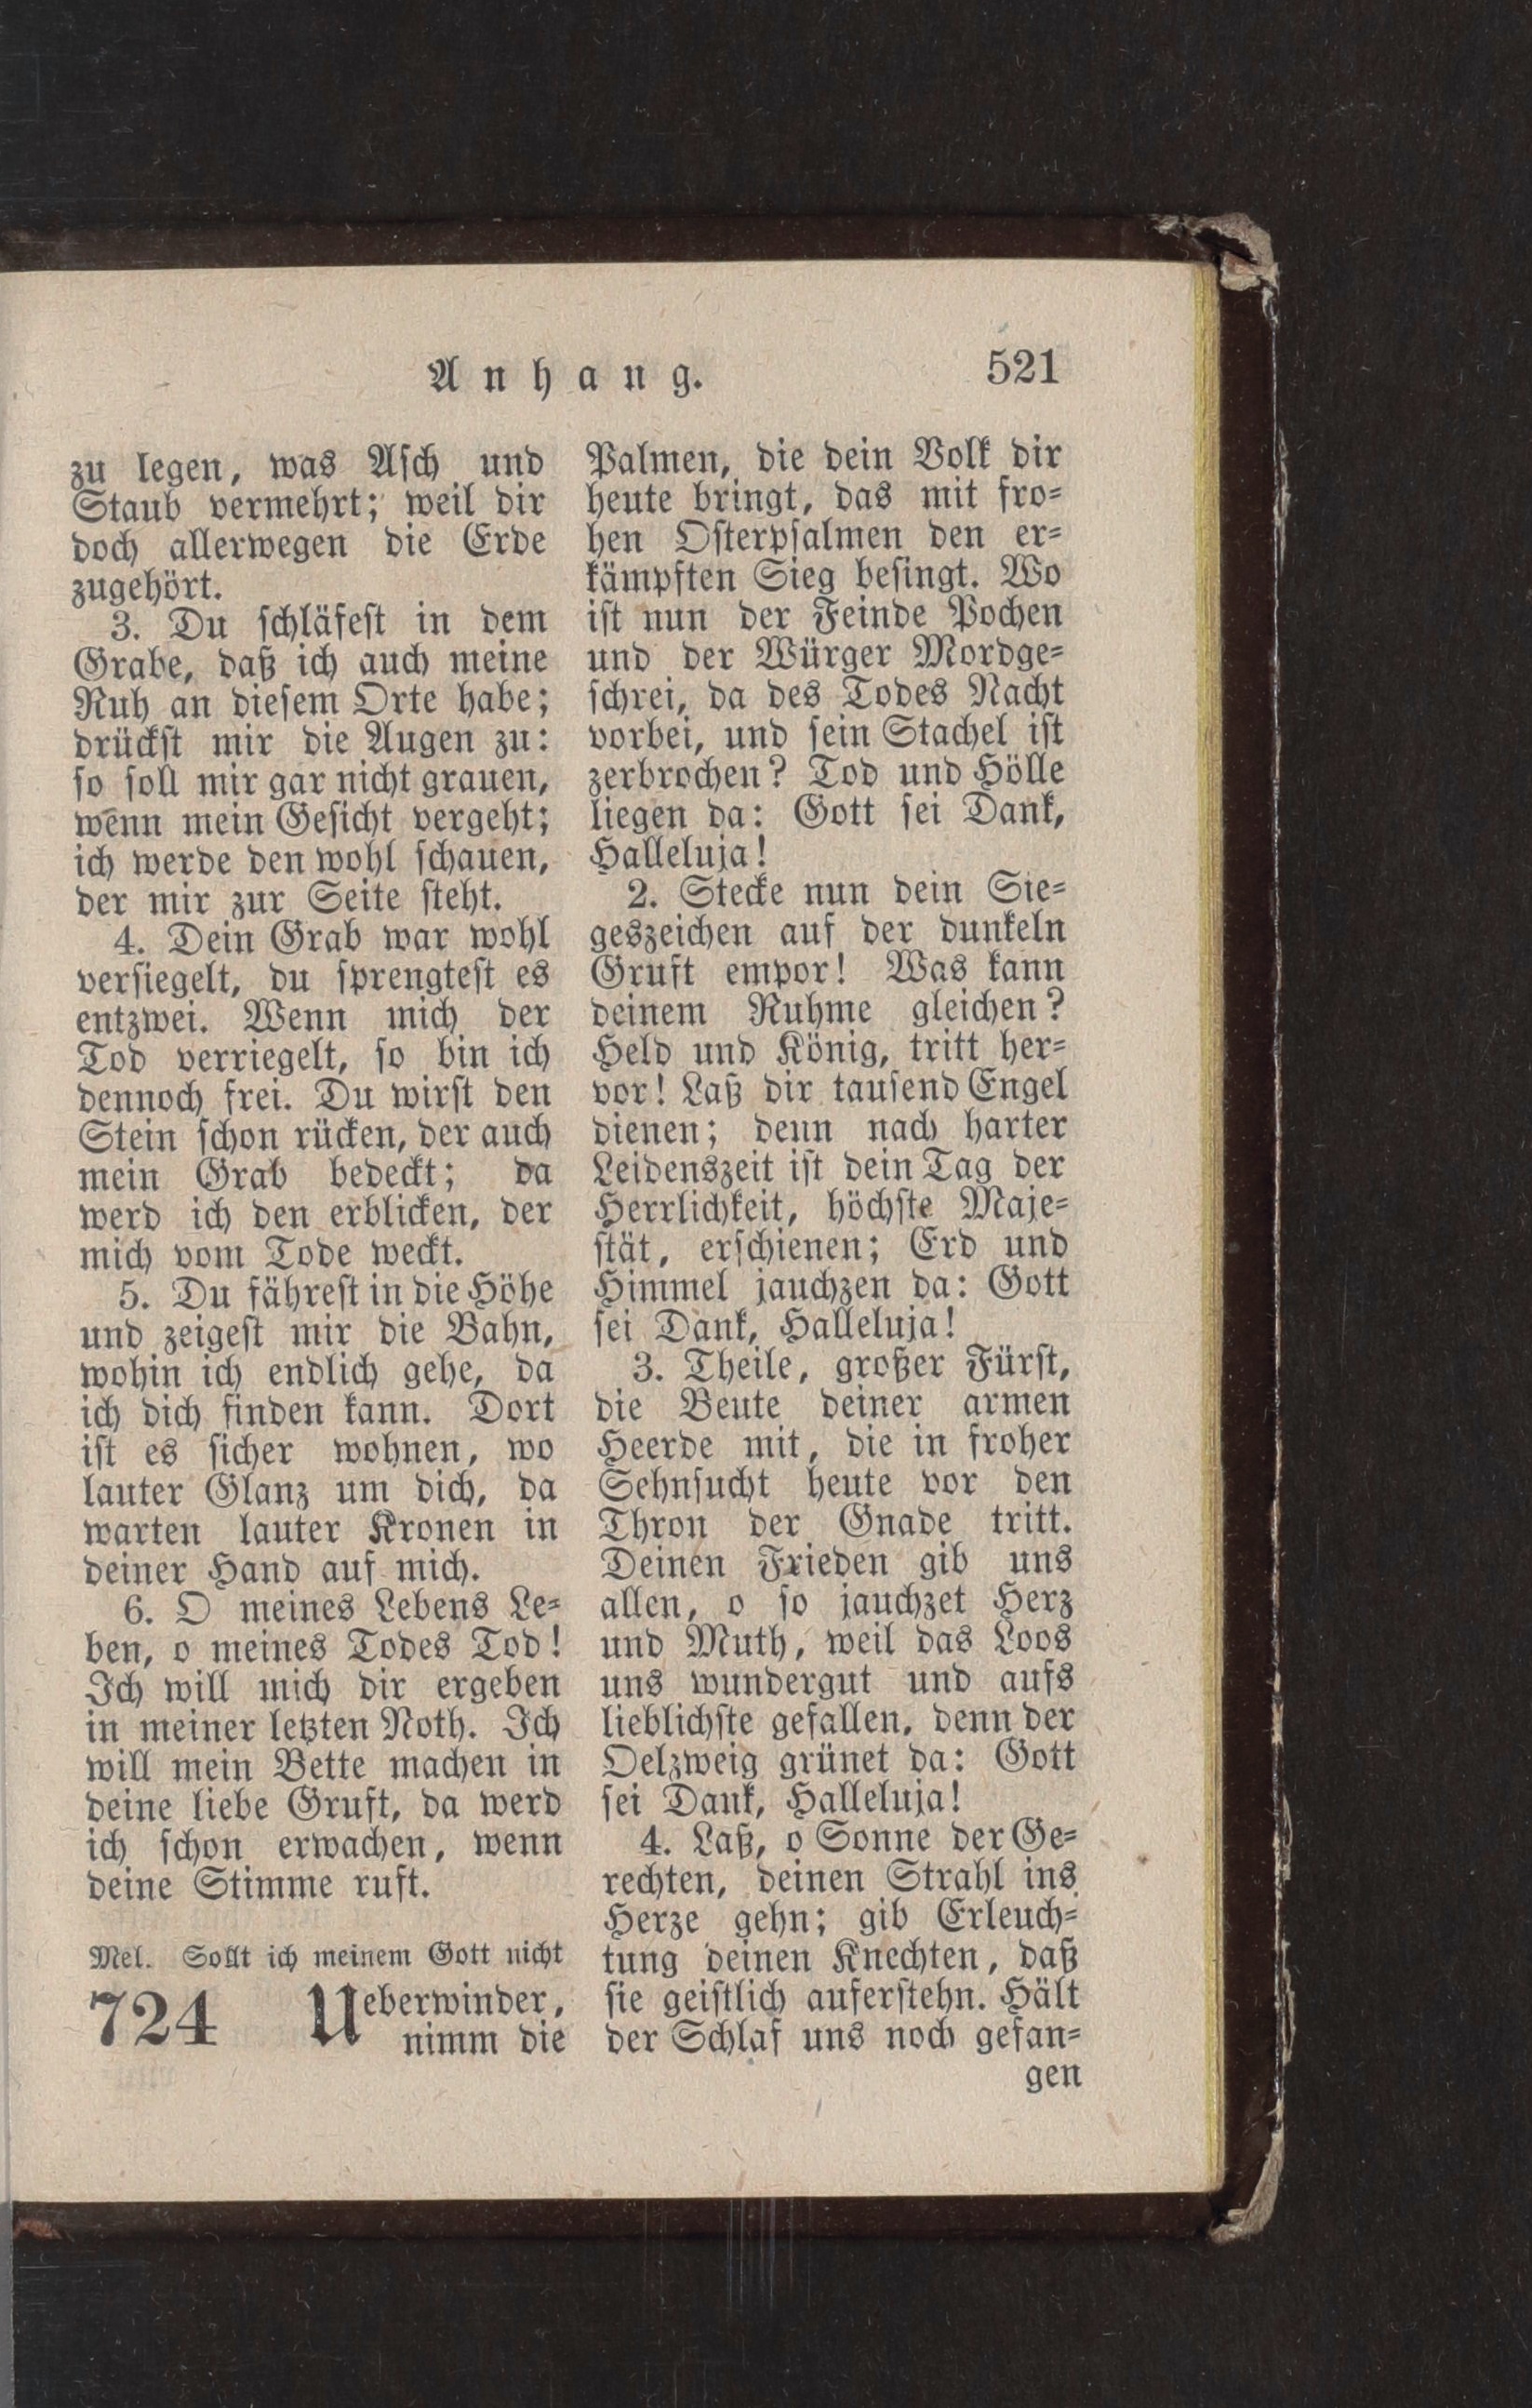 Anhang.
521
zu legen, was Asch und
Staub vermehrt; weil dir
doch allerwegen die Erde
zugehört.
3. Du schläfest in dem
Grabe, daß ich auch meine
Ruh an diesem Orte habe;
drückst mir die Augen zu:
so soll mir gar nicht grauen,
wenn mein Gesicht vergeht;
ich werde den wohl schauen,
der mir zur Seite steht.
4. Dein Grab war wohl
versiegelt, du sprengtest es
entzwei. Wenn mich der
Tod verriegelt, so bin ich
dennoch frei. Du wirst den
Stein schon rücken, der auch
mein Grab bedeckt; da
werd ich den erblicken, der
mich vom Tode weckt.
5. Du fährest in die Höhe
und zeigest mir die Bahn,
wohin ich endlich gehe, da
ich dich finden kann. Dort
ist es sicher wohnen, wo
lauter Glanz um dich, da
warten lauter Kronen in
deiner Hand auf mich.
6. O meines Lebens Le-
ben, o meines Todes Tod!
Ich will mich dir ergeben
in meiner letzten Noth. Ich
will mein Bette machen in
deine liebe Gruft, da werd
ich schon erwachen, wenn
deine Stimme ruft.
Mel. Sollt ich meinem Gott nicht
724 Ueberwinder,
nimm die
Palmen, die dein Volk dir
heute bringt, das mit fro-
hen Osterpsalmen den er-
kämpften Sieg besingt. Wo
ist nun der Feinde Pochen
und der Würger Mordge-
schrei, da des Todes Nacht
vorbei, und sein Stachel ist
zerbrochen? Tod und Hölle
liegen da: Gott sei Dank,
Halleluja!
2. Stecke nun dein Sie-
geszeichen auf der dunkeln
Gruft empor! Was kann
deinem Ruhme gleichen?
Held und König, tritt her-
vor! Laß dir tausend Engel
dienen; denn nach harter
Leidenszeit ist dein Tag der
Herrlichkeit, höchste Maje-
stät, erschienen; Erd und
Himmel jauchzen da: Gott
sei Dank, Halleluja!
3. Theile, großer Fürst,
die Beute deiner armen
Heerde mit, die in froher
Sehnsucht heute vor den
Thron der Gnade tritt.
Deinen Frieden gib uns
allen, o so jauchzet Herz
und Muth, weil das Loos
uns wundergut und aufs
lieblichste gefallen, denn der
Oelzweig grünet da: Gott
sei Dank, Halleluja!
4. Laß, o Sonne der Ge-
rechten, deinen Strahl ins
Herze gehn; gib Erleuch-
tung deinen Knechten, daß
sie geistlich auferstehn. Hält
der Schlaf uns noch gefan-
gen